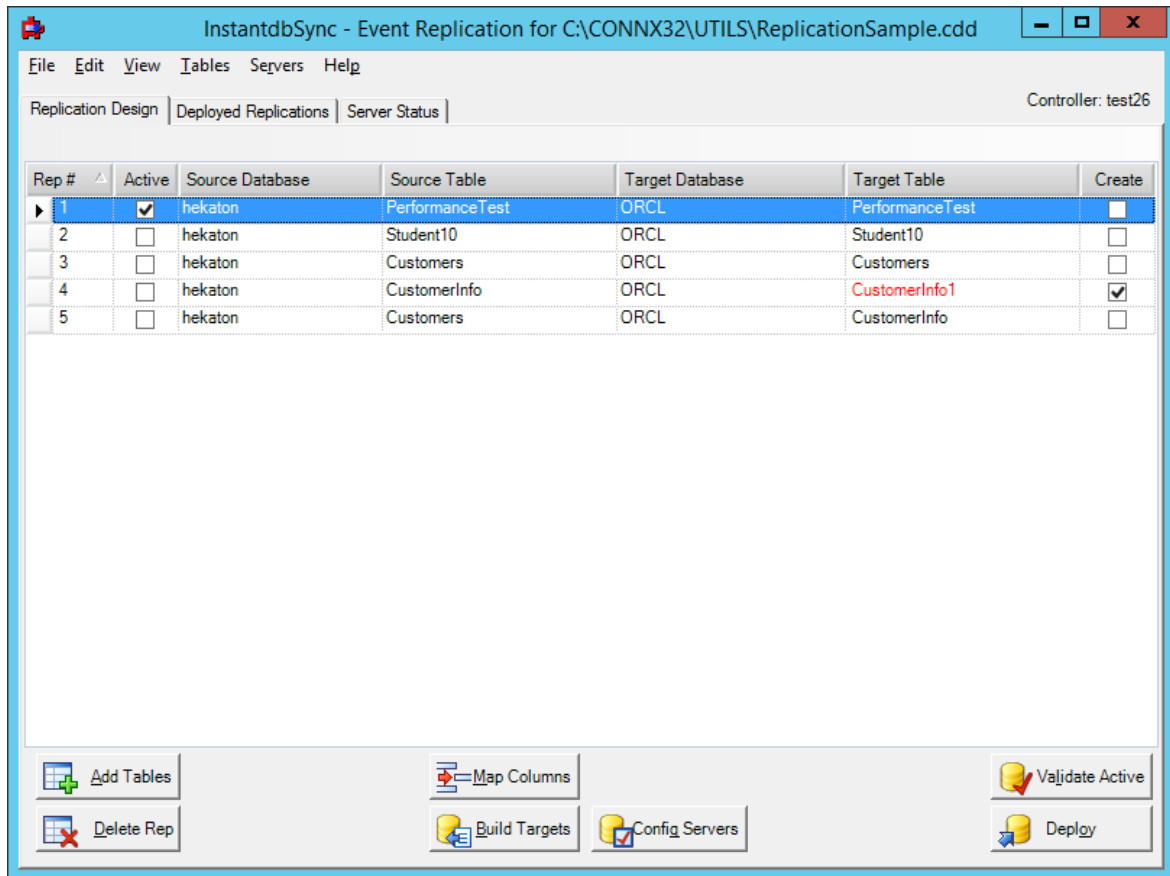 InstantdbSync - Event Replication for C:\CONNX32\UTILS\ReplicationSample.cdd
File Edit View Tables Servers Help
Replication Design Deployed Replications Server Status Controller: test26
Rep # Active Source Database Source Table Target Database Target Table Create
1 hekaton PerformanceTest ORCL PerformanceTest
2 hekaton Student10 ORCL Student10
3 hekaton Customers ORCL Customers
4 hekaton CustomerInfo ORCL CustomerInfo1
5 hekaton Customers ORCL CustomerInfo
Add Tables Map Columns Validate Active
Delete Rep Build Targets Config Servers Deploy